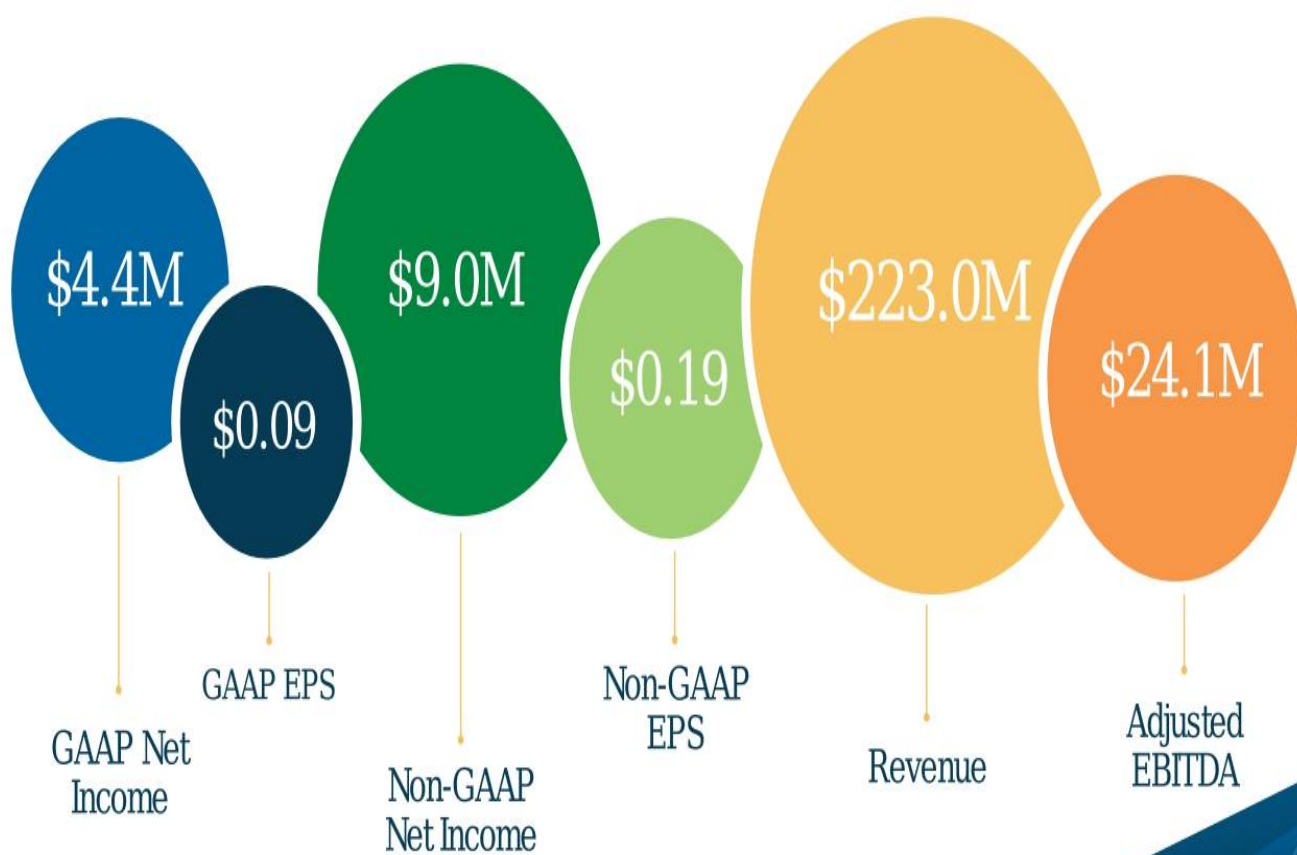 $4.4M
$0.09
$9.0M
$0.19
$223.0M
$24.1M
GAAP Net
Income
GAAP EPS
Non-GAAP
Net Income
Non-GAAP
EPS
Revenue
Adjusted
EBITDA